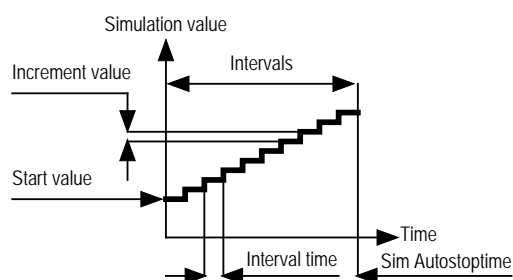 Simulation value
Intervals
Increment value
Start value
Time
Interval time
Sim Autostoptime